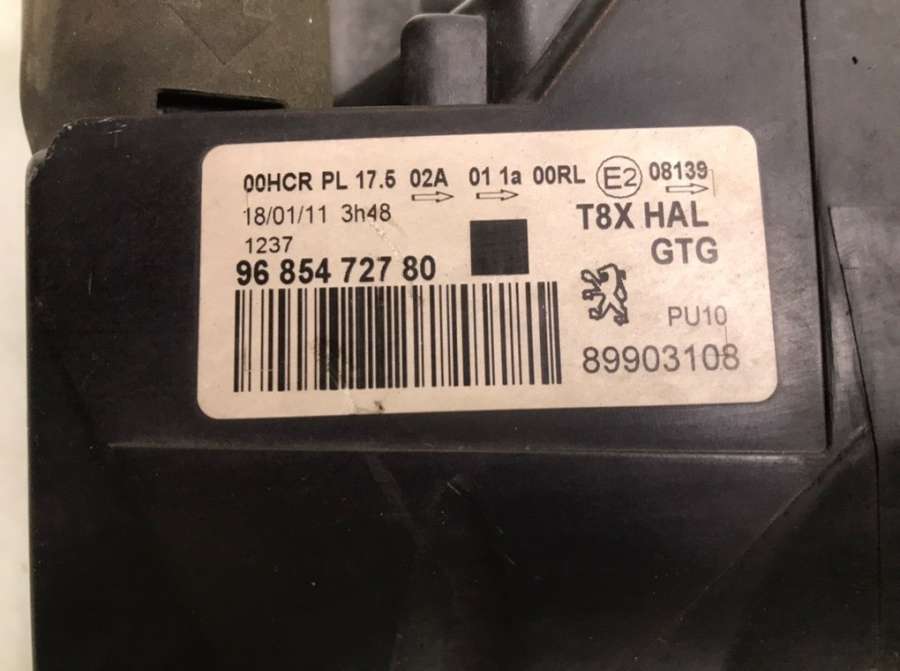 00HCR PL 17.5 02A 01 1a 00RL E2 08139
18/01/11 3h48
T8X HAL
1237
GTG
96 854 727 80
PU10
89903108